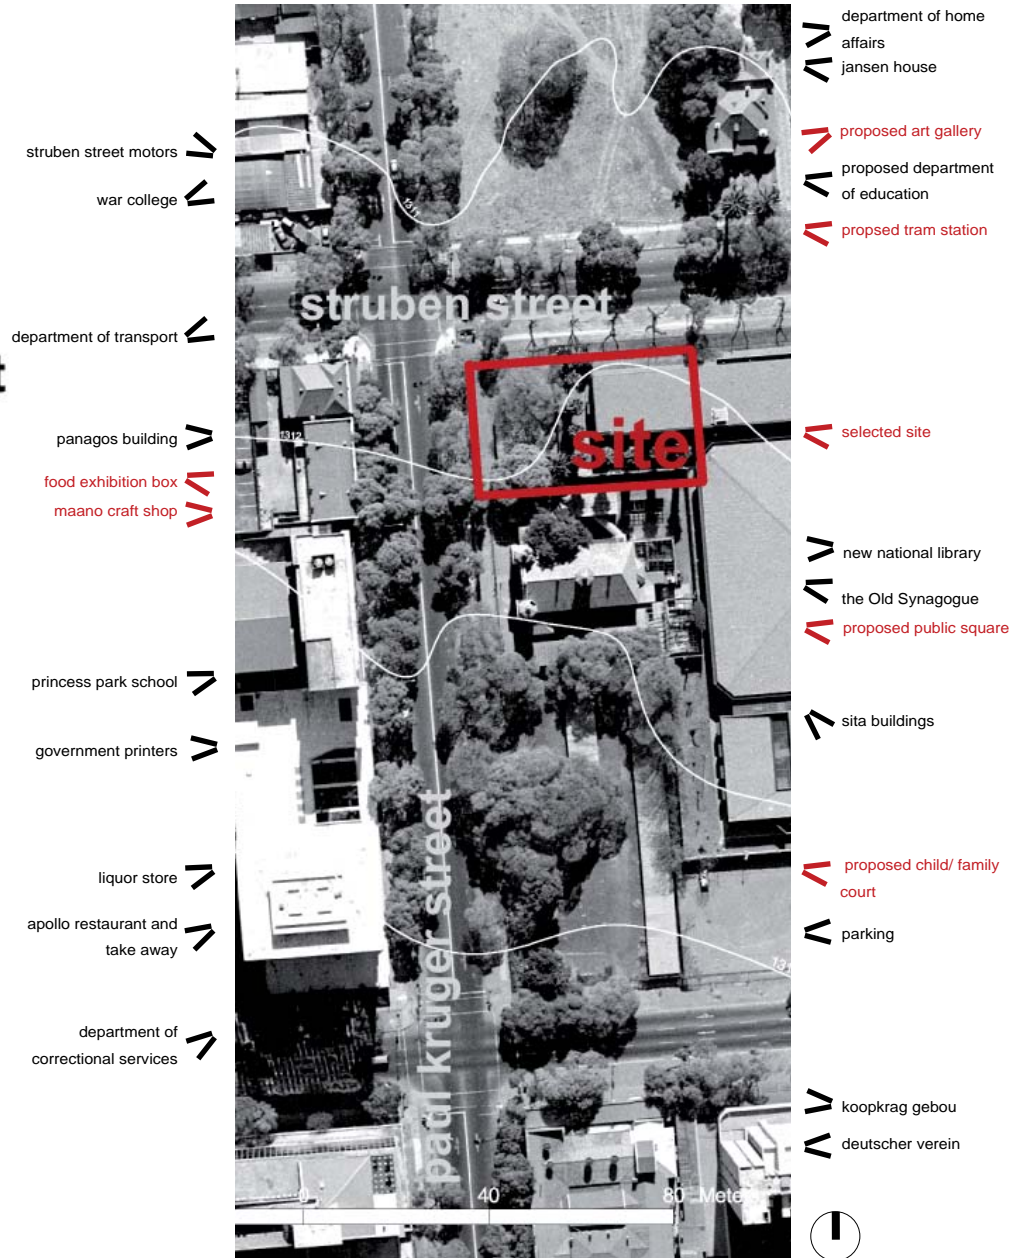 department of home
affairs
jansen house
proposed art gallery
proposed department
of education
propsed tram station
selected site
new national library
the Old Synagogue
proposed public square
sita buildings
proposed child/ family
court
parking
koopkrag gebou
deutscher verein
struben street motors
war college
department of transport
panagos building
food exhibition box
maano craft shop
princess park school
government printers
liquor store
apollo restaurant and
take away
department of
correctional services
1311
struben street
site
1312
paul kruger street
0 40 80 Meters